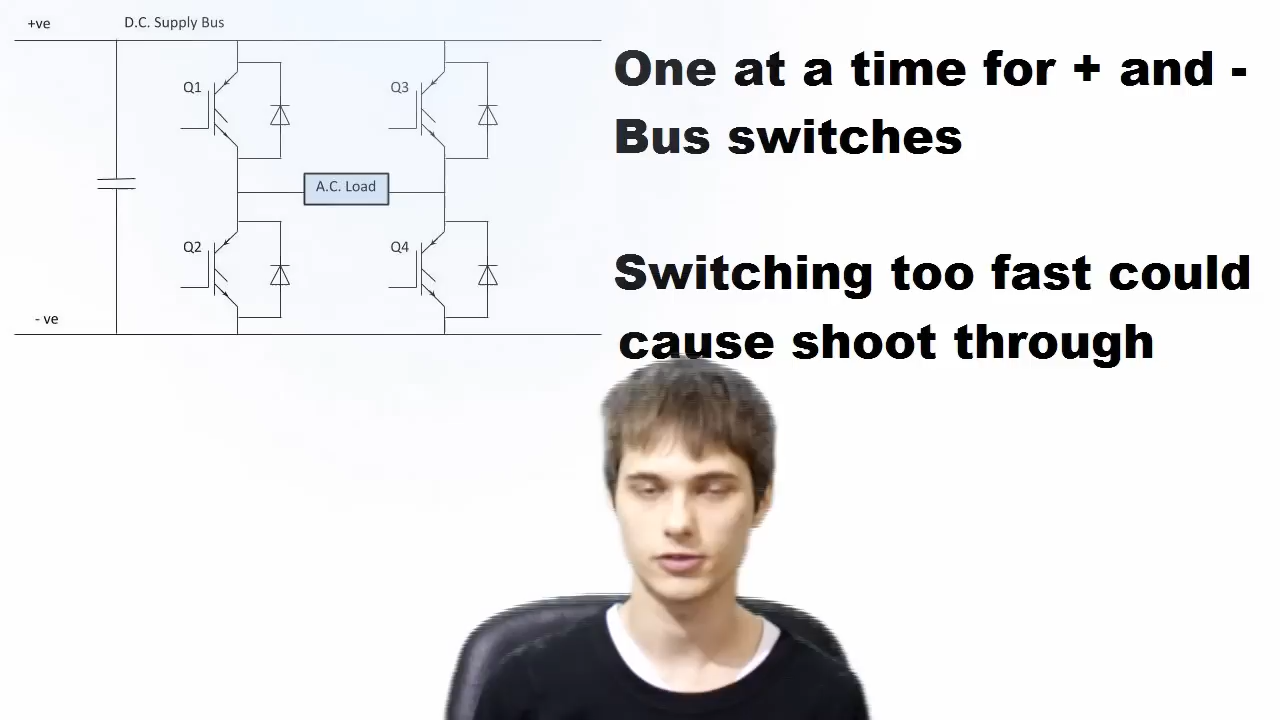 +ve
D.C. Supply Bus
Q1
Q3
A.C. Load
Q2
Q4
- ve
One at a time for + and -
Bus switches
Switching too fast could
cause shoot through